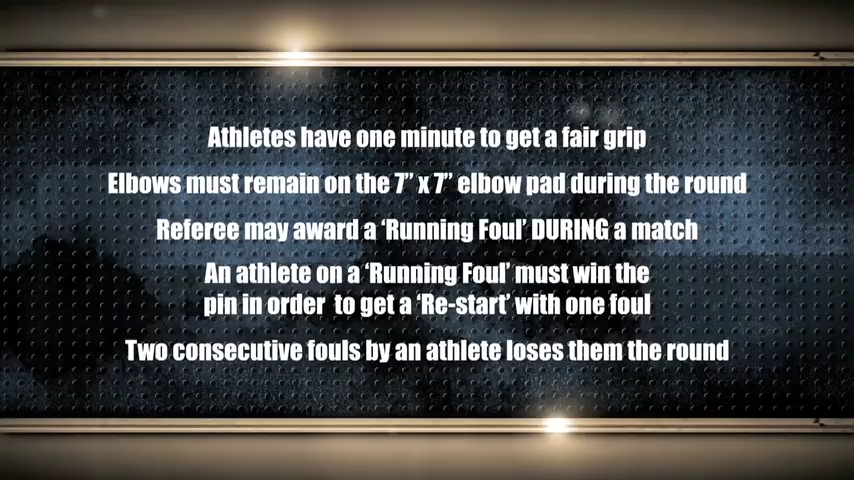 Athletes have one minute to get a fair grip
Elbows must remain on the 7” x 7” elbow pad during the round
Referee may award a ‘Running Foul’ DURING a match
An athlete on a ‘Running Foul’ must win the
pin in order to get a ‘Re-start’ with one foul
Two consecutive fouls by an athlete loses them the round